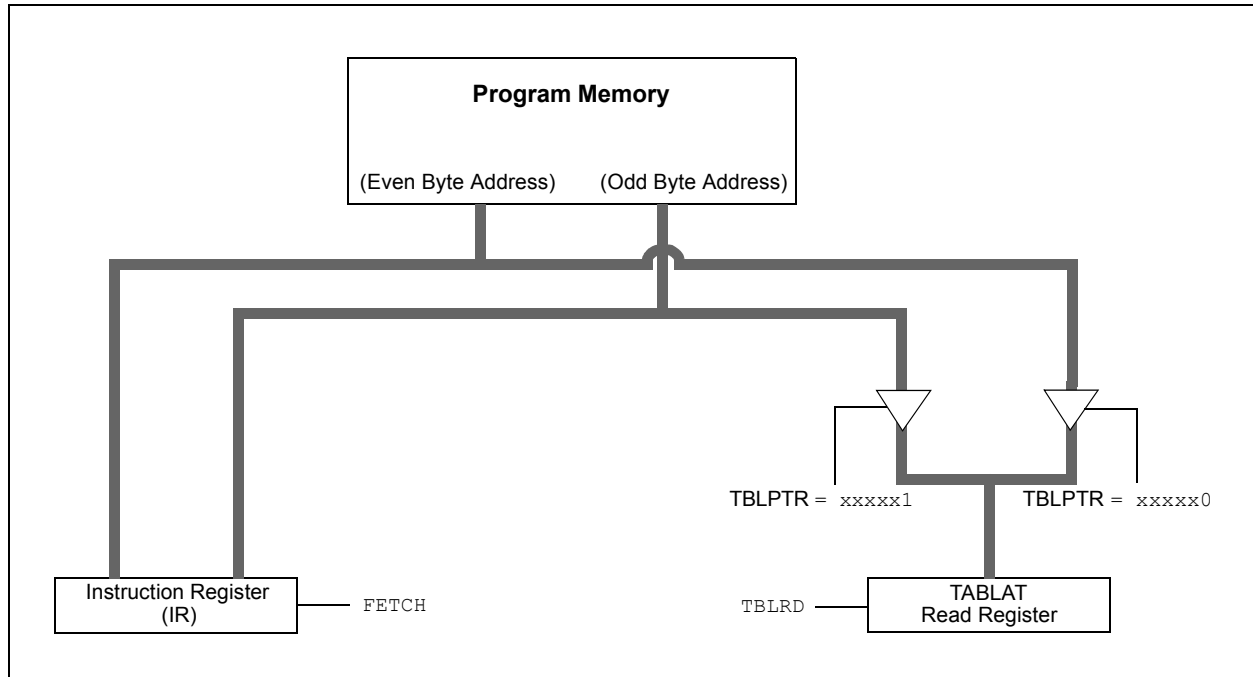 Program Memory
(Even Byte Address) (Odd Byte Address)
TBLPTR = xxxxx1 TBLPTR = xxxxx0
Instruction Register
(IR)
FETCH
TBLRD
TABLAT
Read Register